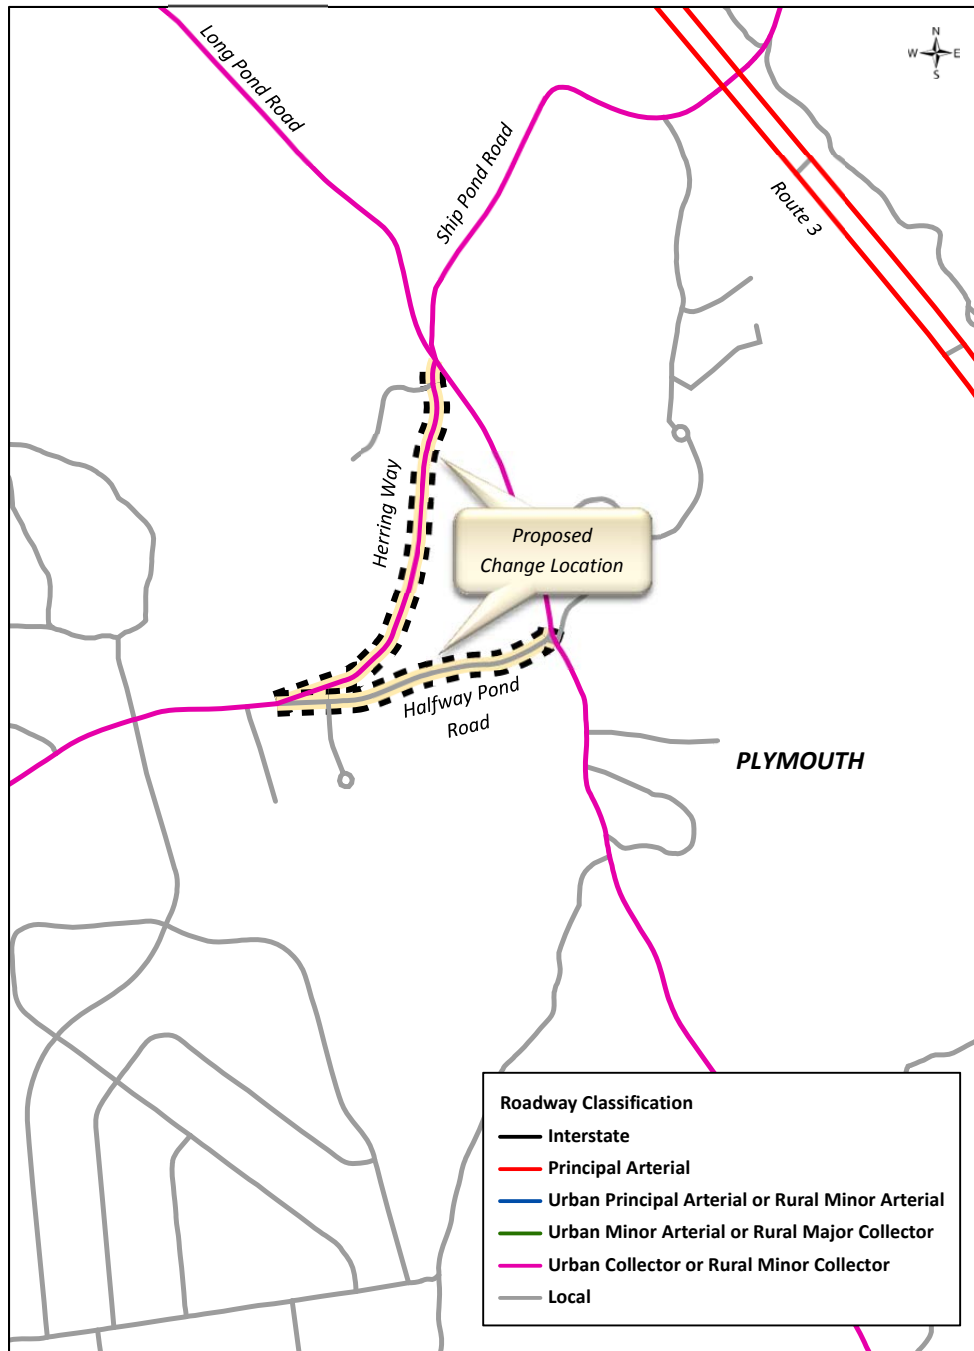 Long Pond Road
Ship Pond Road
N
W E
S
Route 3
Herring Way
Proposed
Change Location
Halfway Pond
Road
PLYMOUTH
Roadway Classification
Interstate
Principal Arterial
Urban Principal Arterial or Rural Minor Arterial
Urban Minor Arterial or Rural Major Collector
Urban Collector or Rural Minor Collector
Local